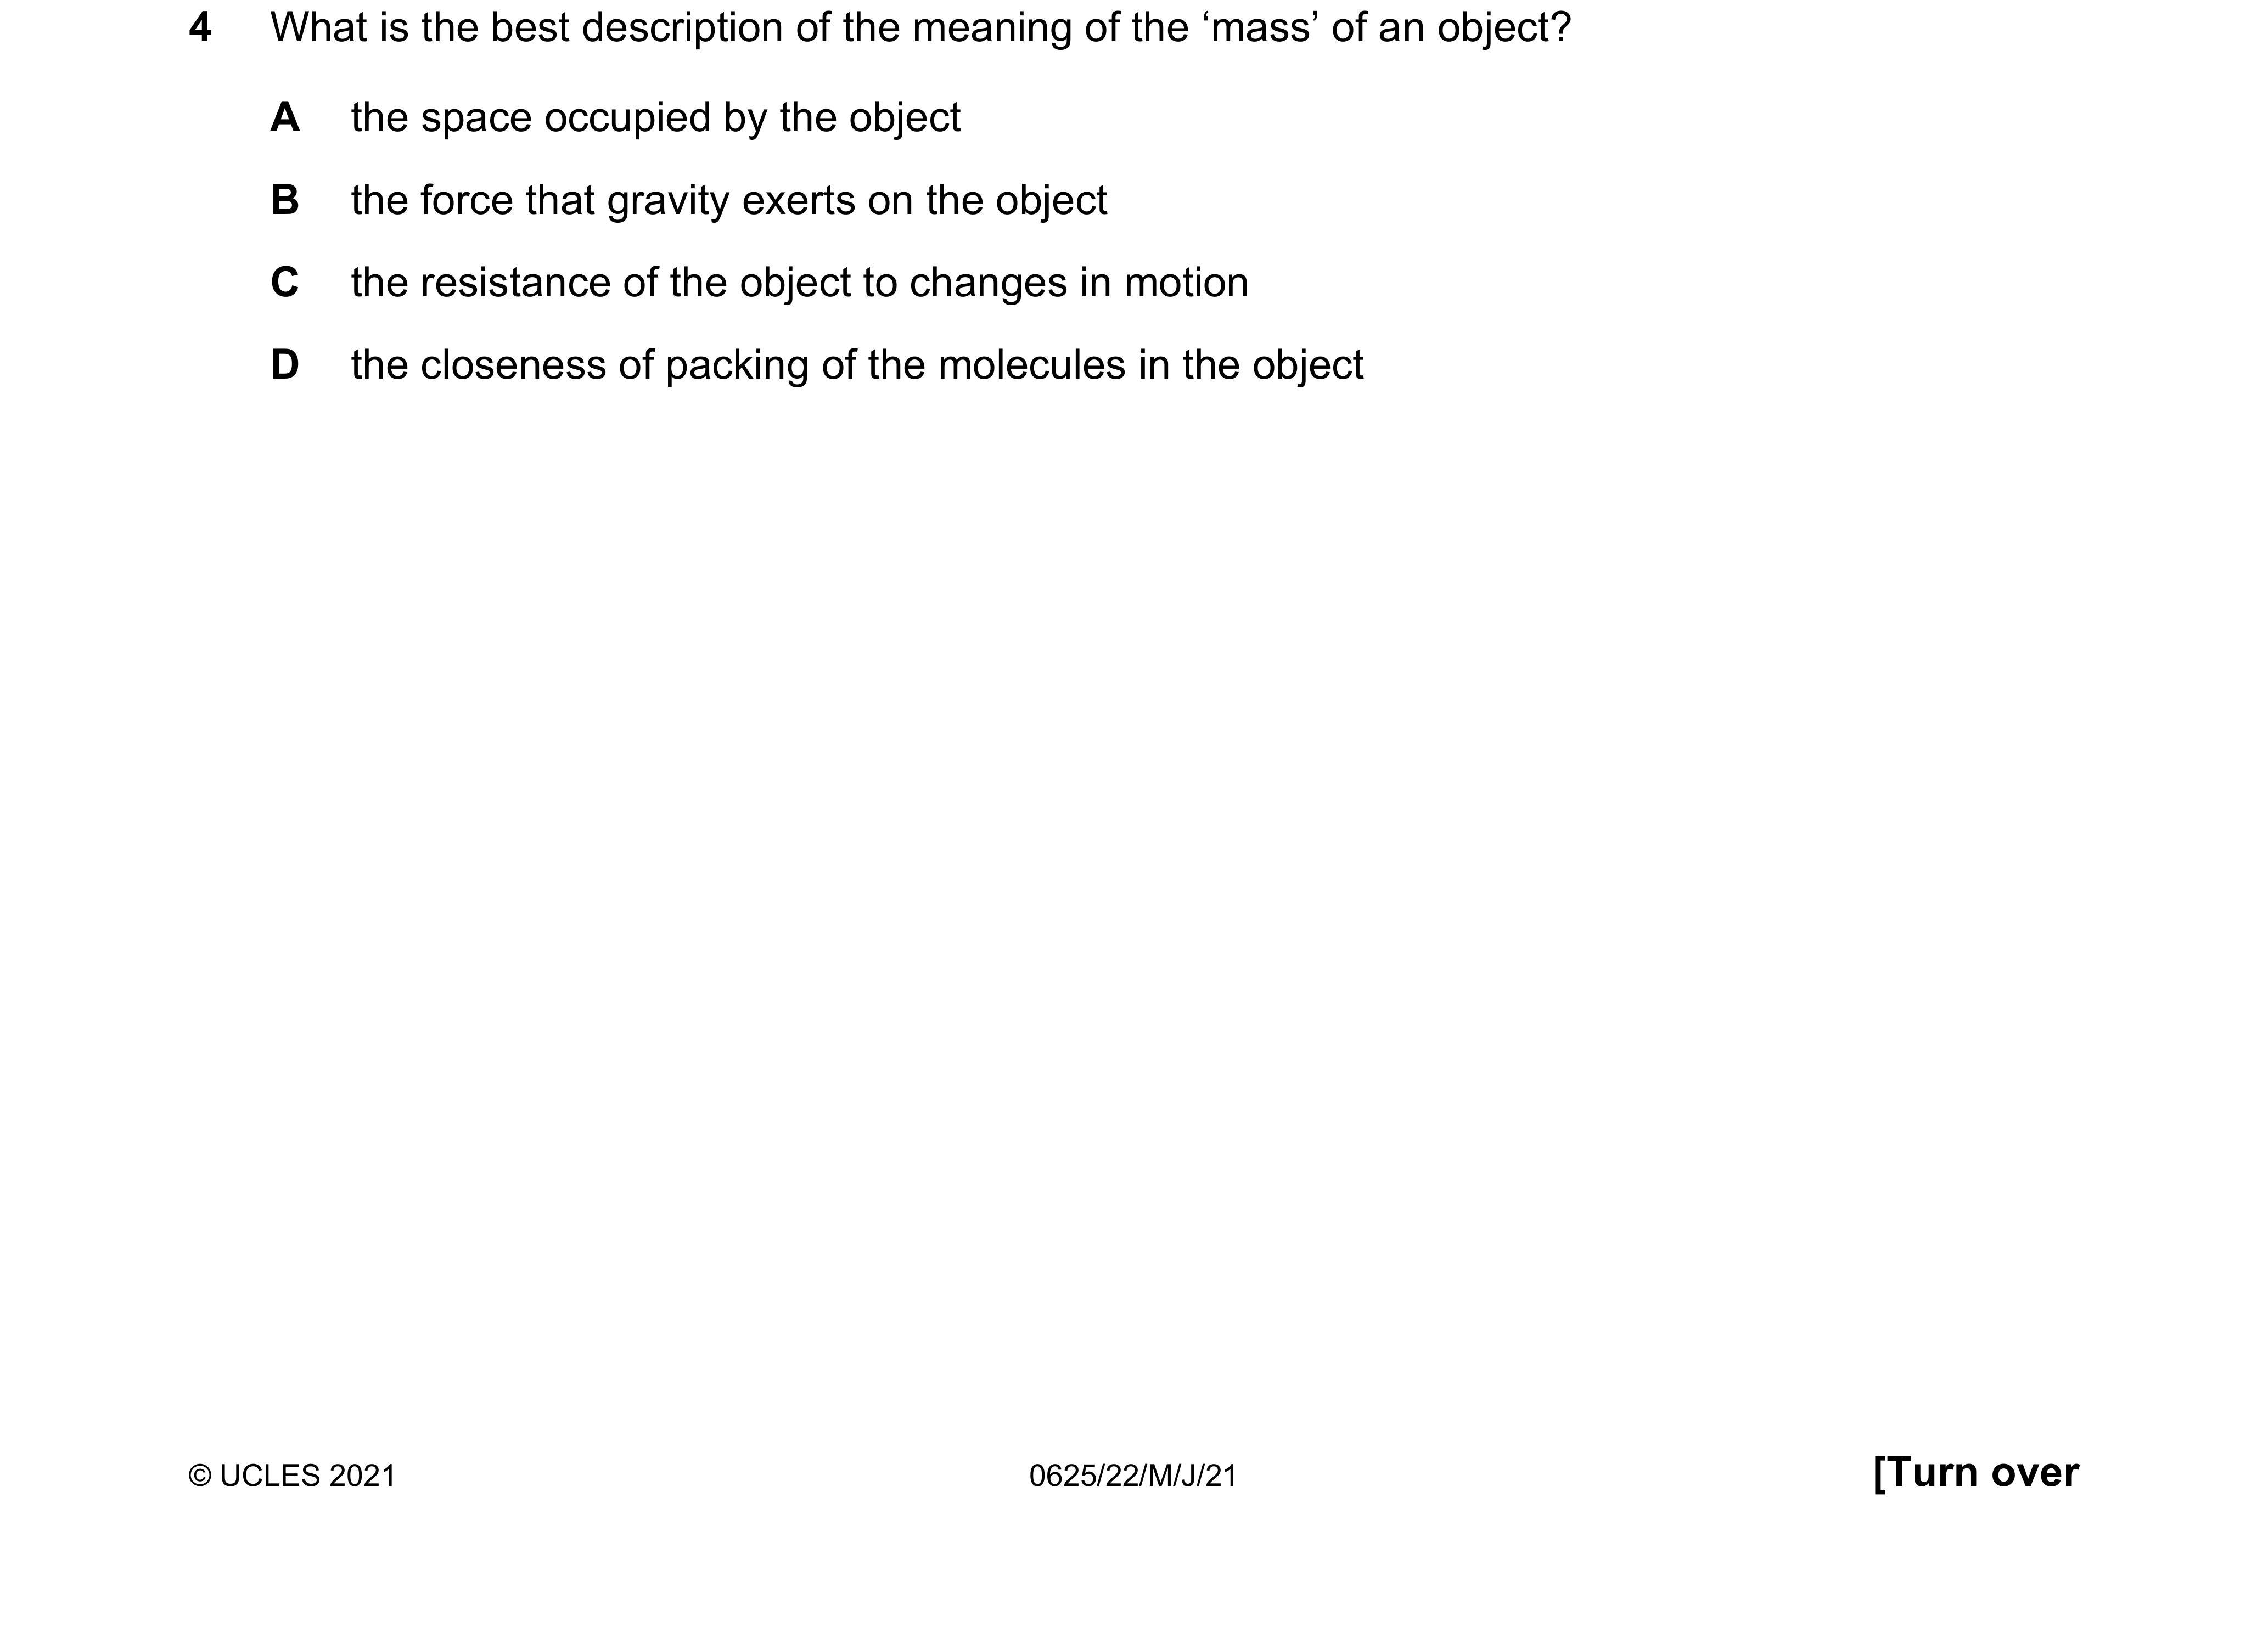 4 What is the best description of the meaning of the ‘mass’ of an object?
A the space occupied by the object
B the force that gravity exerts on the object
C the resistance of the object to changes in motion
D the closeness of packing of the molecules in the object
© UCLES 2021 0625/22/M/J/21 [Turn over